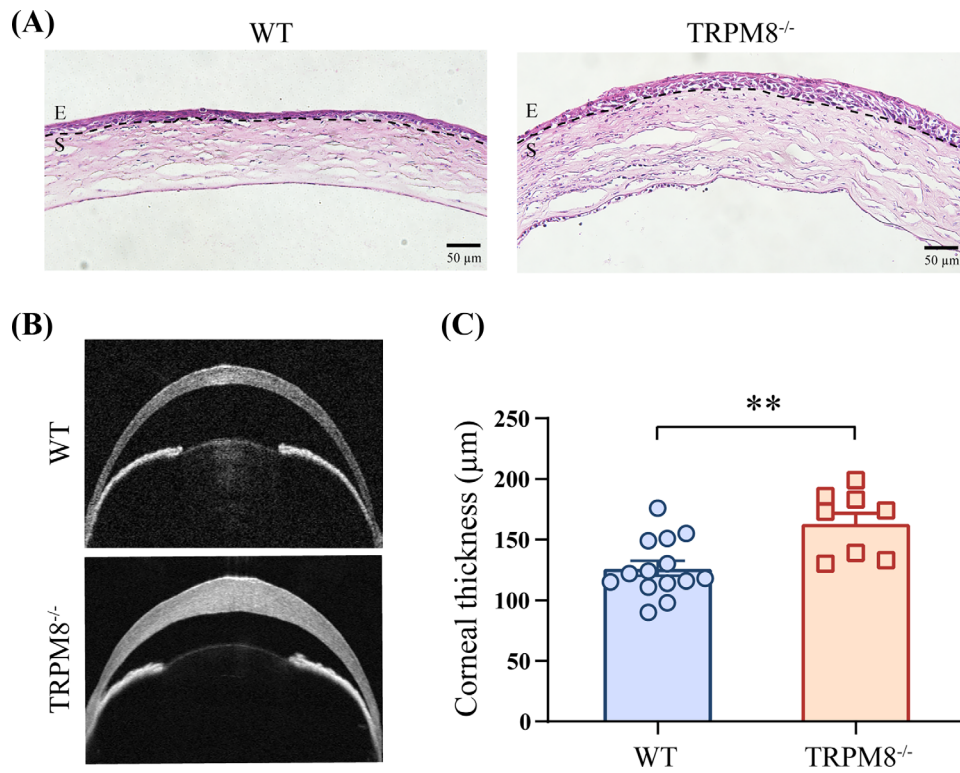 (A)
WT
TRPM8-/-
E
S
50 µm
E
S
50 µm
(B)
WT
TRPM8-/-
(C)
**
Corneal thickness (µm)
250
200
150
100
50
0
WT
TRPM8-/-